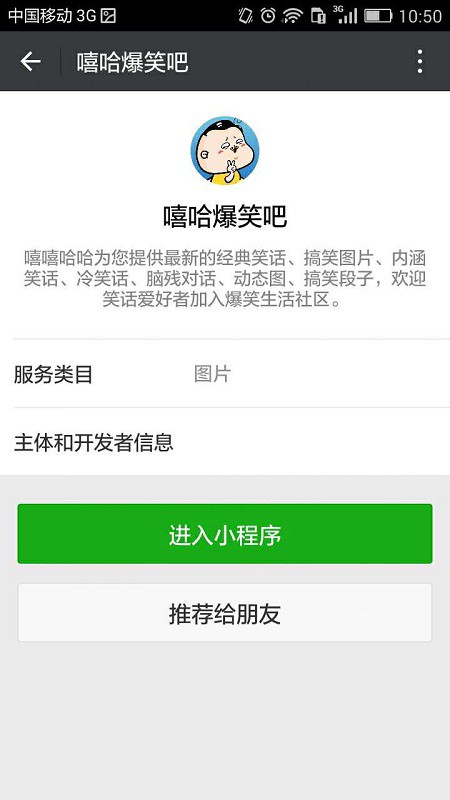 中国移动 3G 3G 10:50
嘻哈爆笑吧
嘻哈爆笑吧
嘻嘻哈哈为您提供最新的经典笑话、搞笑图片、内涵
笑话、冷笑话、脑残对话、动态图、搞笑段子，欢迎
笑话爱好者加入爆笑生活社区。
服务类目 图片
主体和开发者信息
进入小程序
推荐给朋友